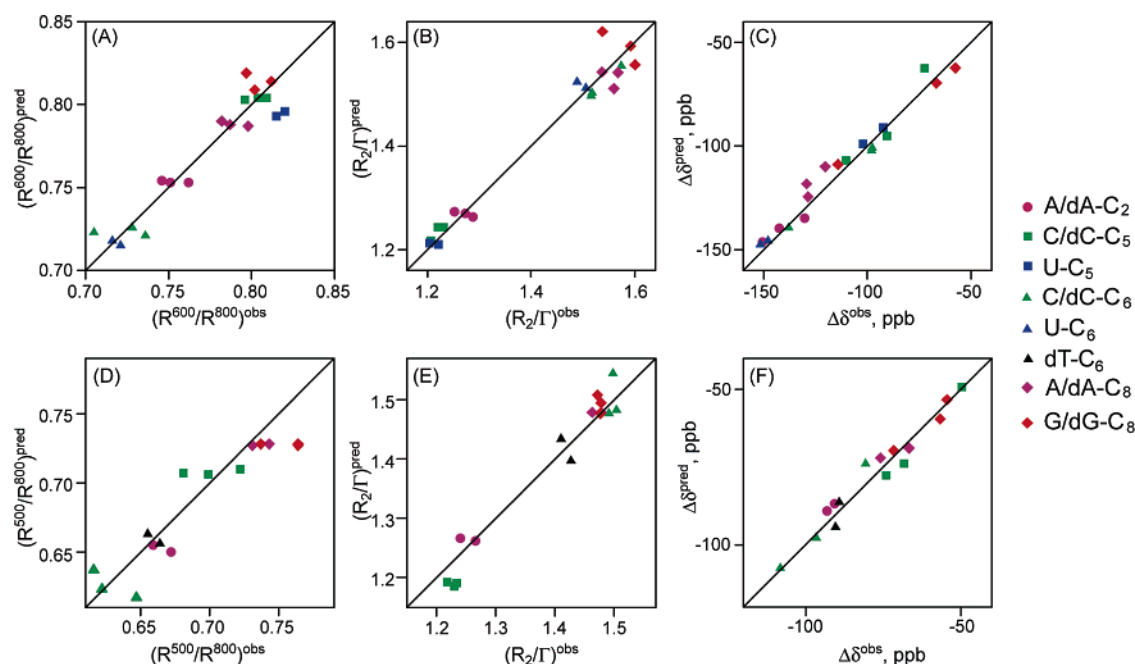 (A)
0.85
0.80
0.75
0.70
0.70 0.75 0.80 0.85
(R⁶⁰⁰/R⁸⁰⁰)ᵖʳᵉᵈ
(R⁶⁰⁰/R⁸⁰⁰)ᵒᵇˢ
(B)
1.6
1.4
1.2
1.2 1.4 1.6
(R₂/Γ)ᵖʳᵉᵈ
(R₂/Γ)ᵒᵇˢ
(C)
-50
-100
-150
-150 -100 -50
Δδᵖʳᵉᵈ, ppb
Δδᵒᵇˢ, ppb
(D)
0.75
0.70
0.65
0.65 0.70 0.75
(R⁵⁰⁰/R⁸⁰⁰)ᵖʳᵉᵈ
(R⁵⁰⁰/R⁸⁰⁰)ᵒᵇˢ
(E)
1.5
1.4
1.3
1.2
1.2 1.3 1.4 1.5
(R₂/Γ)ᵖʳᵉᵈ
(R₂/Γ)ᵒᵇˢ
(F)
-50
-100
-100 -50
Δδᵖʳᵉᵈ, ppb
Δδᵒᵇˢ, ppb
A/dA-C₂
C/dC-C₅
U-C₅
C/dC-C₆
U-C₆
dT-C₆
A/dA-C₈
G/dG-C₈